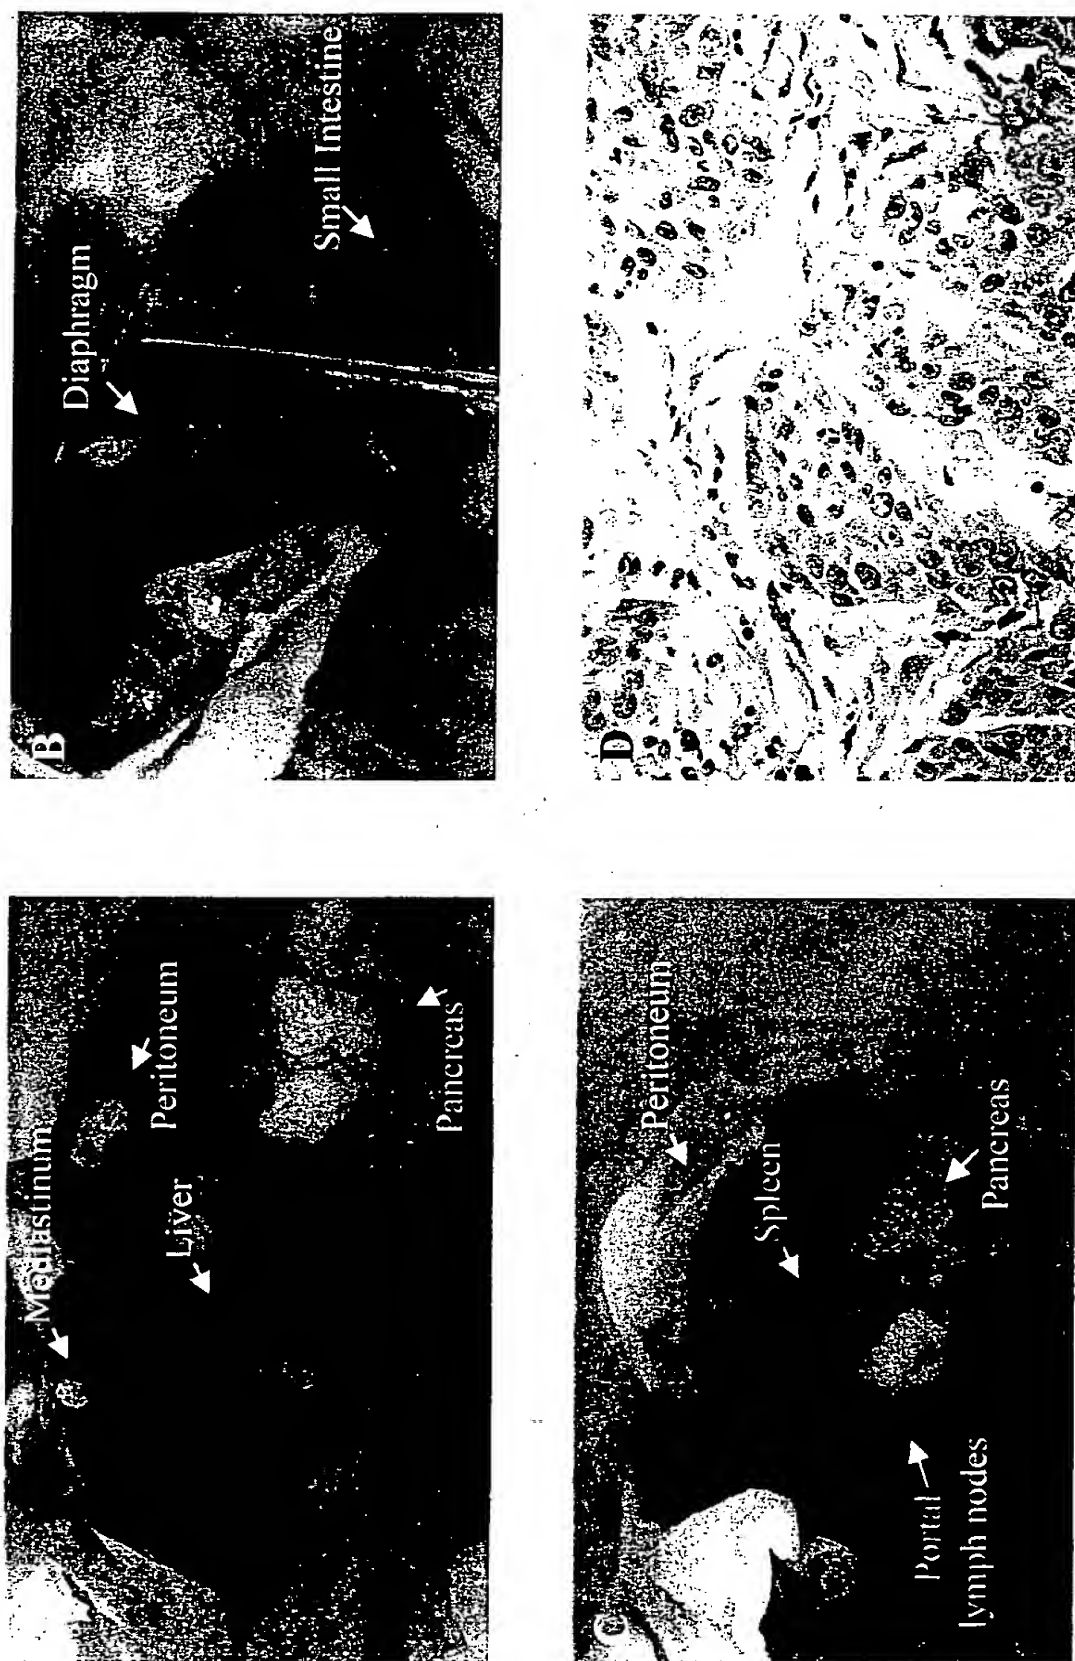 Mediastinum
Peritoneum
Liver
Pancreas
B
Diaphragm
Small Intestine
C
Peritoneum
Spleen
Pancreas
Portal
lymph nodes
D